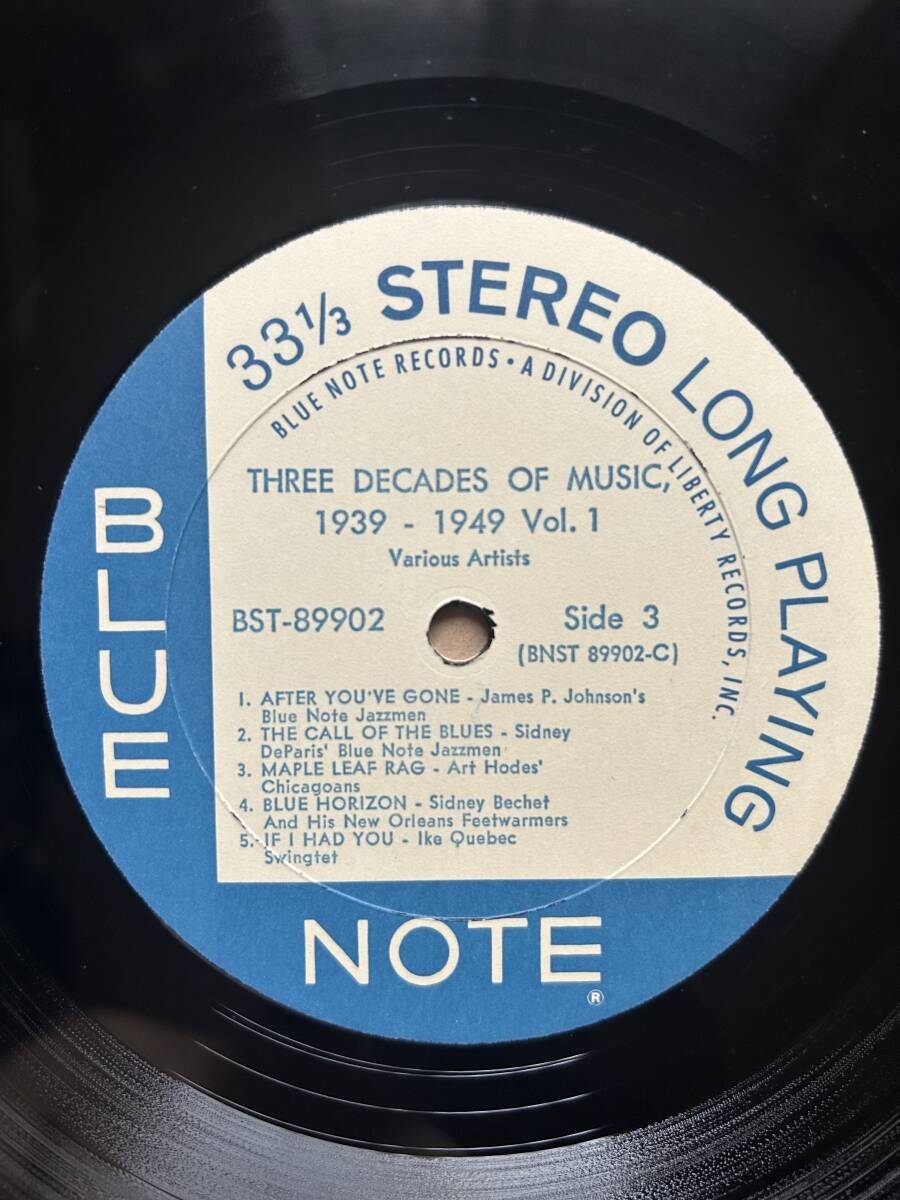 33⅓ STEREO LONG PLAYING
BLUE NOTE RECORDS • A DIVISION OF LIBERTY RECORDS, INC.
THREE DECADES OF MUSIC,
1939 - 1949 Vol. 1
Various Artists
BST-89902
Side 3
(BNST 89902-C)
1. AFTER YOU'VE GONE - James P. Johnson's
Blue Note Jazzmen
2. THE CALL OF THE BLUES - Sidney
DeParis' Blue Note Jazzmen
3. MAPLE LEAF RAG - Art Hodes'
Chicagoans
4. BLUE HORIZON - Sidney Bechet
And His New Orleans Feetwarmers
5. IF I HAD YOU - Ike Quebec
Swingtet
BLUE
NOTE
®